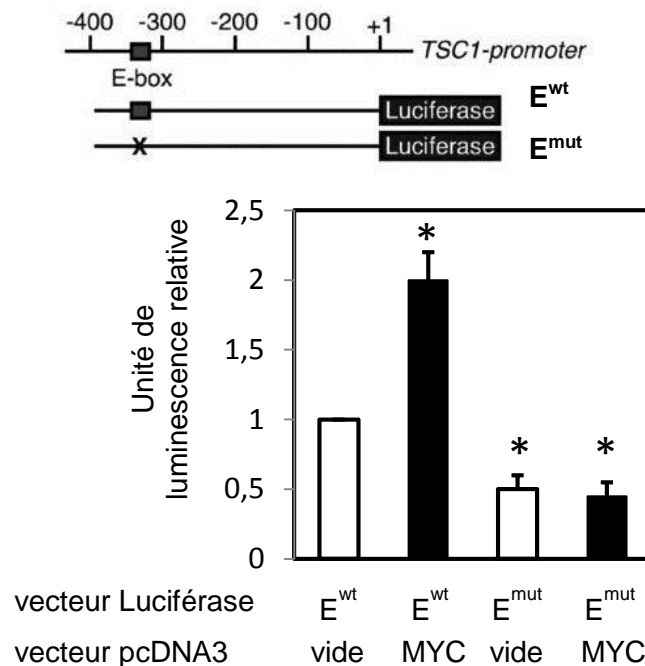 -400 -300 -200 -100 +1
TSC1-promoter
E-box
Luciferase E^wt
Luciferase E^mut
Unité de
luminescence relative
2,5
2
1,5
1
0,5
0
* * *
vecteur Luciférase E^wt E^wt E^mut E^mut
vecteur pcDNA3 vide MYC vide MYC